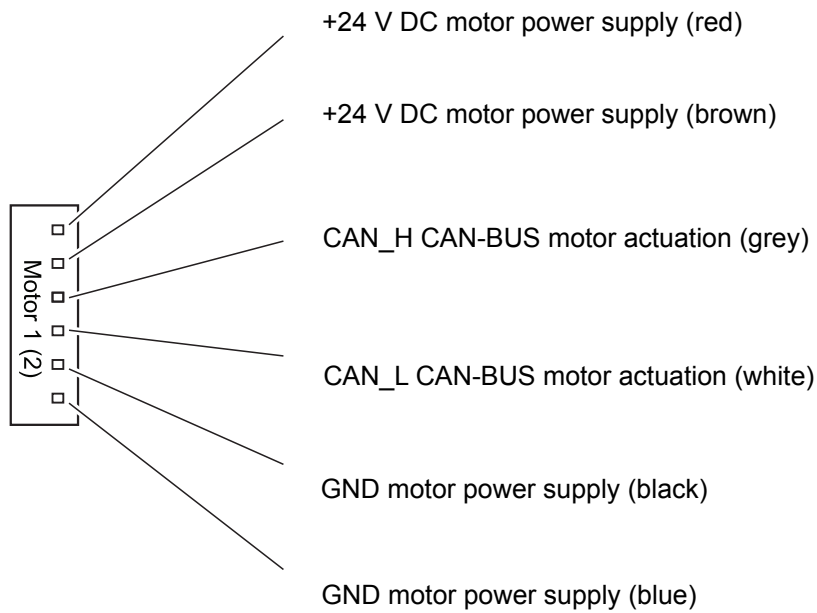 +24 V DC motor power supply (red)
+24 V DC motor power supply (brown)
CAN_H CAN-BUS motor actuation (grey)
Motor 1 (2)
CAN_L CAN-BUS motor actuation (white)
GND motor power supply (black)
GND motor power supply (blue)